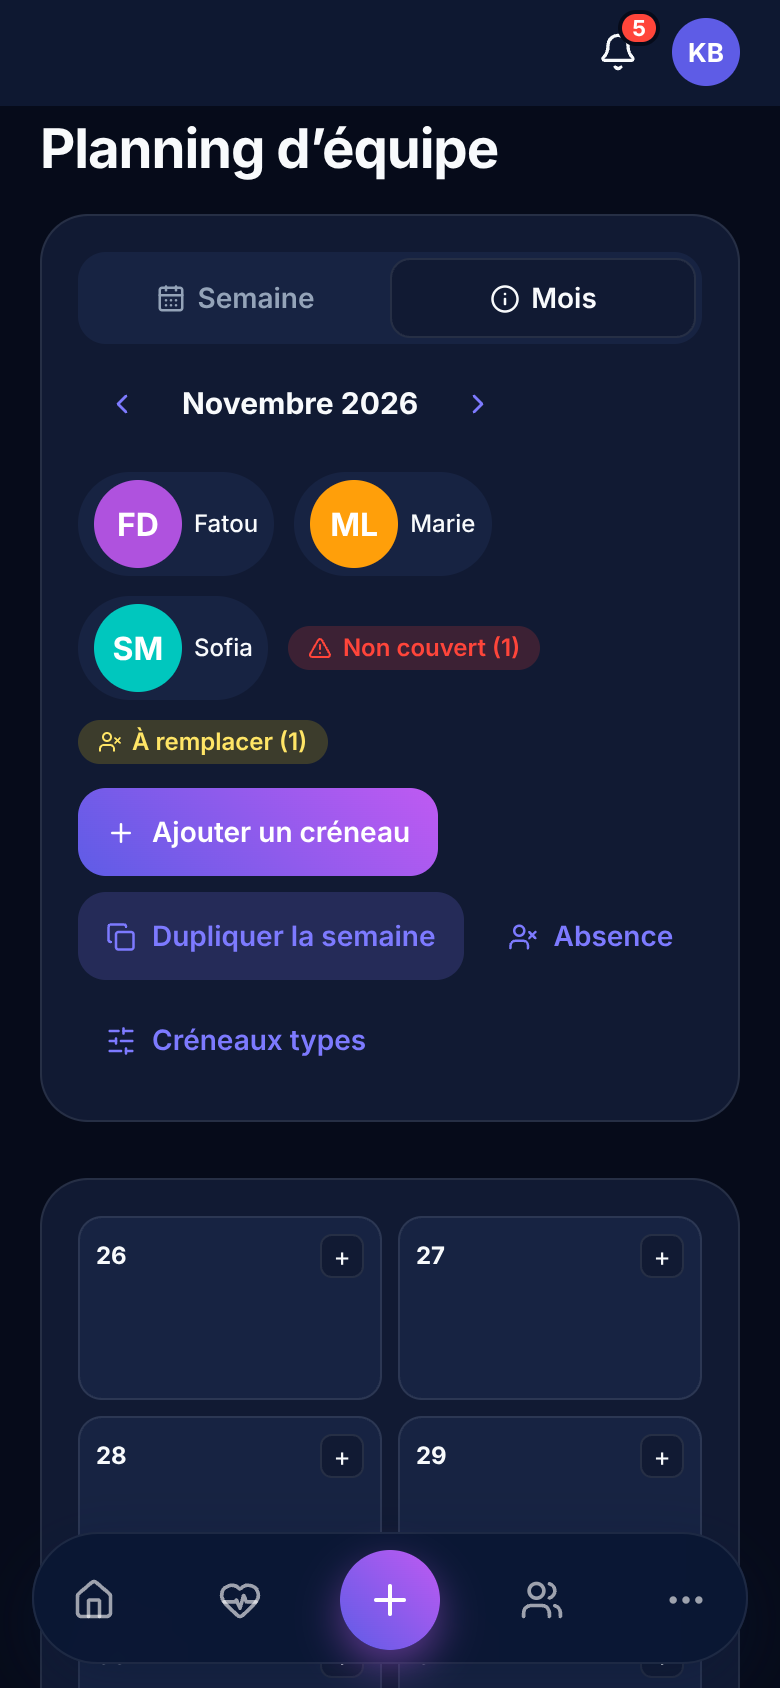 5
KB
Planning d’équipe
Semaine
Mois
Novembre 2026
FD Fatou
ML Marie
SM Sofia
Non couvert (1)
À remplacer (1)
+ Ajouter un créneau
Dupliquer la semaine
Absence
Créneaux types
26 +
27 +
28 +
29 +